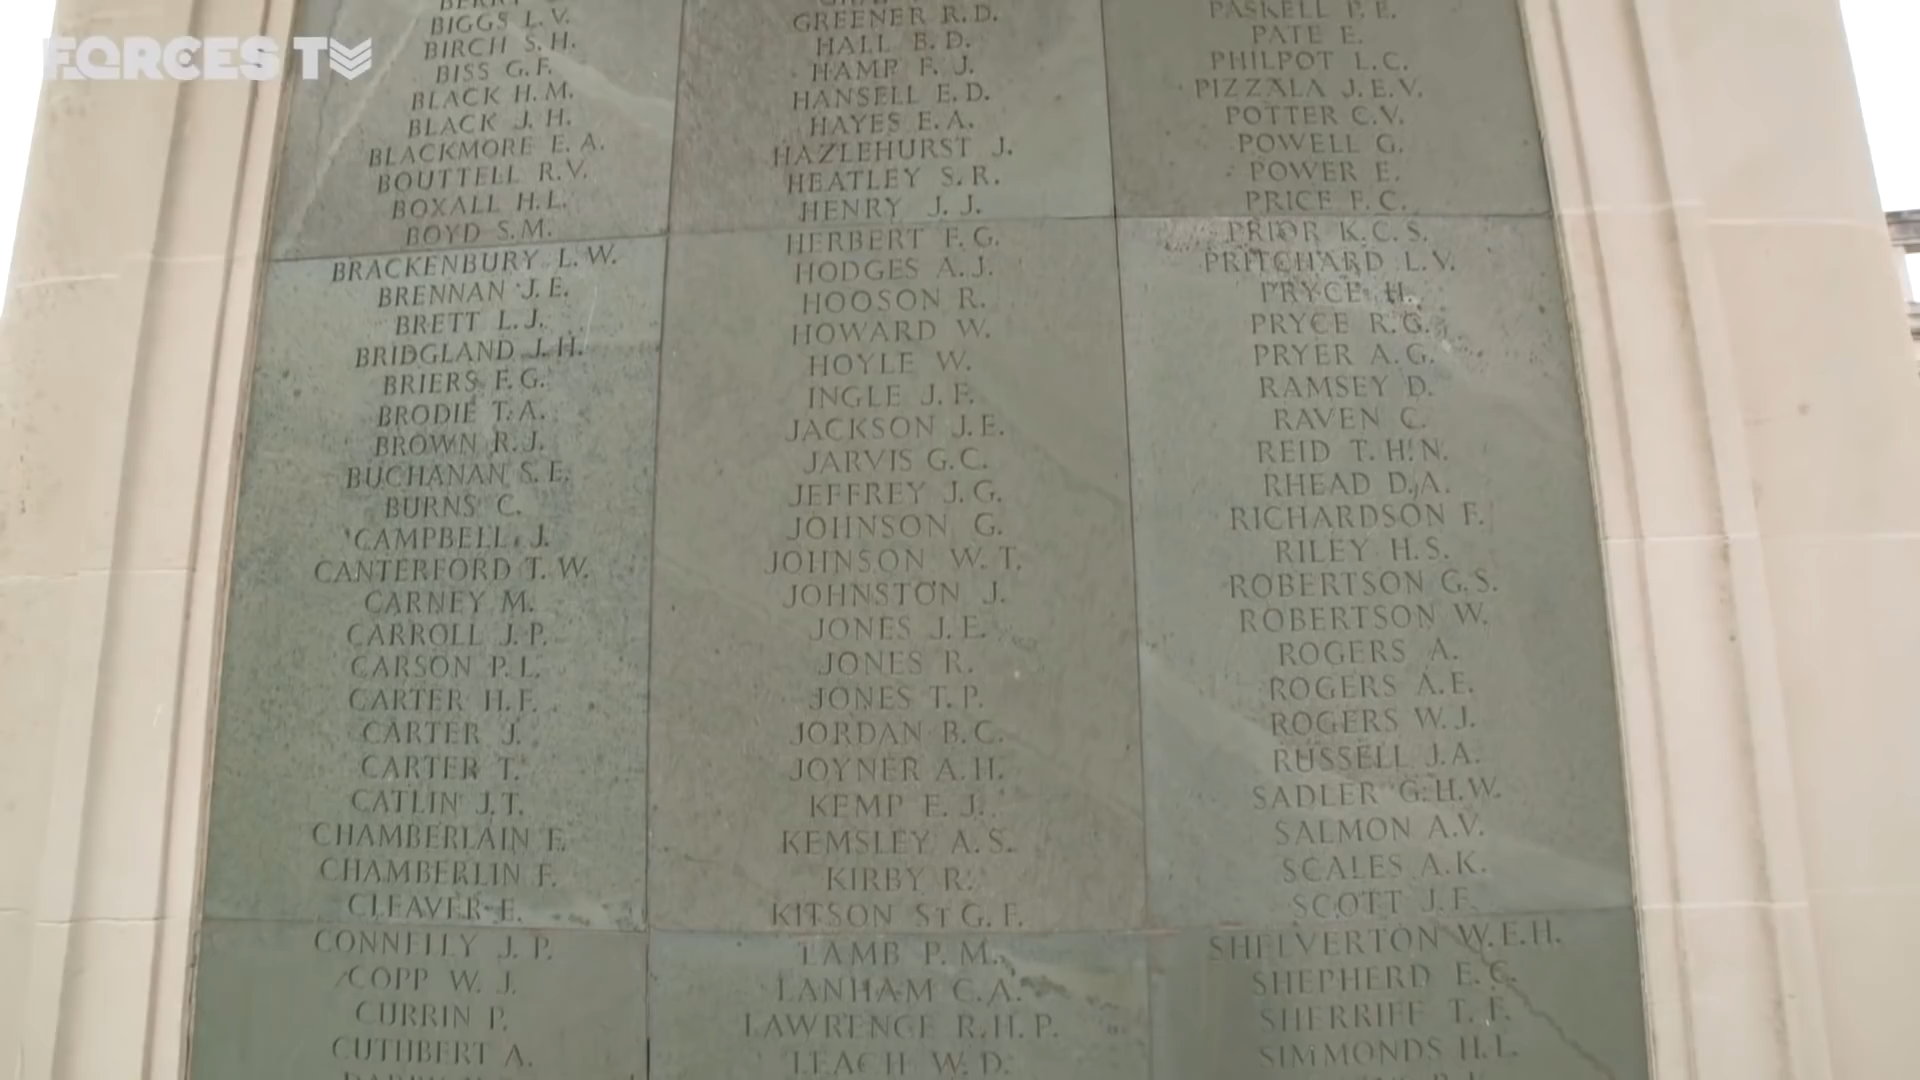 FORCES TV
BIGGS L.V.
BIRCH S.H.
BISS G.F.
BLACK H.M.
BLACK J.H.
BLACKMORE E.A.
BOUTTELL R.V.
BOXALL H.L.
BOYD S.M.
BRACKENBURY L.W.
BRENNAN J.E.
BRETT L.J.
BRIDGLAND J.H.
BRIERS F.G.
BRODIE T.A.
BROWN R.J.
BUCHANAN S.E.
BURNS C.
CAMPBELL J.
CANTERFORD T.W.
CARNEY M.
CARROLL J.P.
CARSON P.L.
CARTER H.F.
CARTER J.
CARTER T.
CATLIN J.T.
CHAMBERLAIN F.
CHAMBERLIN F.
CLEAVER E.
CONNELLY J.P.
COPP W.J.
CURRIN P.
CUTHBERT A.
GREENER R.D.
HALL B.D.
HAMP F.J.
HANSELL E.D.
HAYES E.A.
HAZLEHURST J.
HEATLEY S.R.
HENRY J.J.
HERBERT F.G.
HODGES A.J.
HOOSON R.
HOWARD W.
HOYLE W.
INGLE J.F.
JACKSON J.E.
JARVIS G.C.
JEFFREY J.G.
JOHNSON G.
JOHNSON W.T.
JOHNSTON J.
JONES J.E.
JONES R.
JONES T.P.
JORDAN B.C.
JOYNER A.H.
KEMP E.J.
KEMSLEY A.S.
KIRBY R.
KITSON ST G.F.
LAMB P.M.
LANHAM C.A.
LAWRENCE R.H.P.
LEACH W.D.
PASKELL P.E.
PATE E.
PHILPOT L.C.
PIZZALA J.E.V.
POTTER C.V.
POWELL G.
POWER E.
PRICE F.C.
PRIOR K.C.S.
PRITCHARD L.V.
PRYCE H.
PRYCE R.G.
PRYER A.G.
RAMSEY D.
RAVEN C.
REID T.H.N.
RHEAD D.A.
RICHARDSON F.
RILEY H.S.
ROBERTSON G.S.
ROBERTSON W.
ROGERS A.
ROGERS A.E.
ROGERS W.J.
RUSSELL J.A.
SADLER G.H.W.
SALMON A.V.
SCALES A.K.
SCOTT J.F.
SHELVERTON W.E.H.
SHEPHERD E.C.
SHERRIFF T.F.
SIMMONDS H.L.